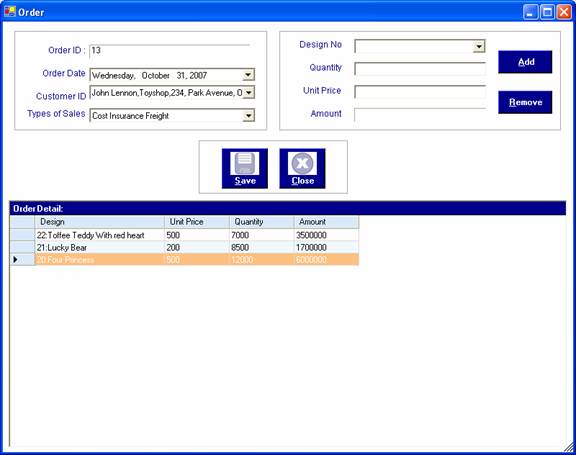 Order
Order ID : 13
Order Date Wednesday, October 31, 2007
Customer ID John Lennon,Toyshop,234, Park Avenue, O
Types of Sales Cost Insurance Freight
Design No
Quantity
Unit Price
Amount
Add
Remove
Save
Close
Order Detail:
Design Unit Price Quantity Amount
22:Toffee Teddy With red heart 500 7000 3500000
21:Lucky Bear 200 8500 1700000
20:Four Princess 500 12000 6000000